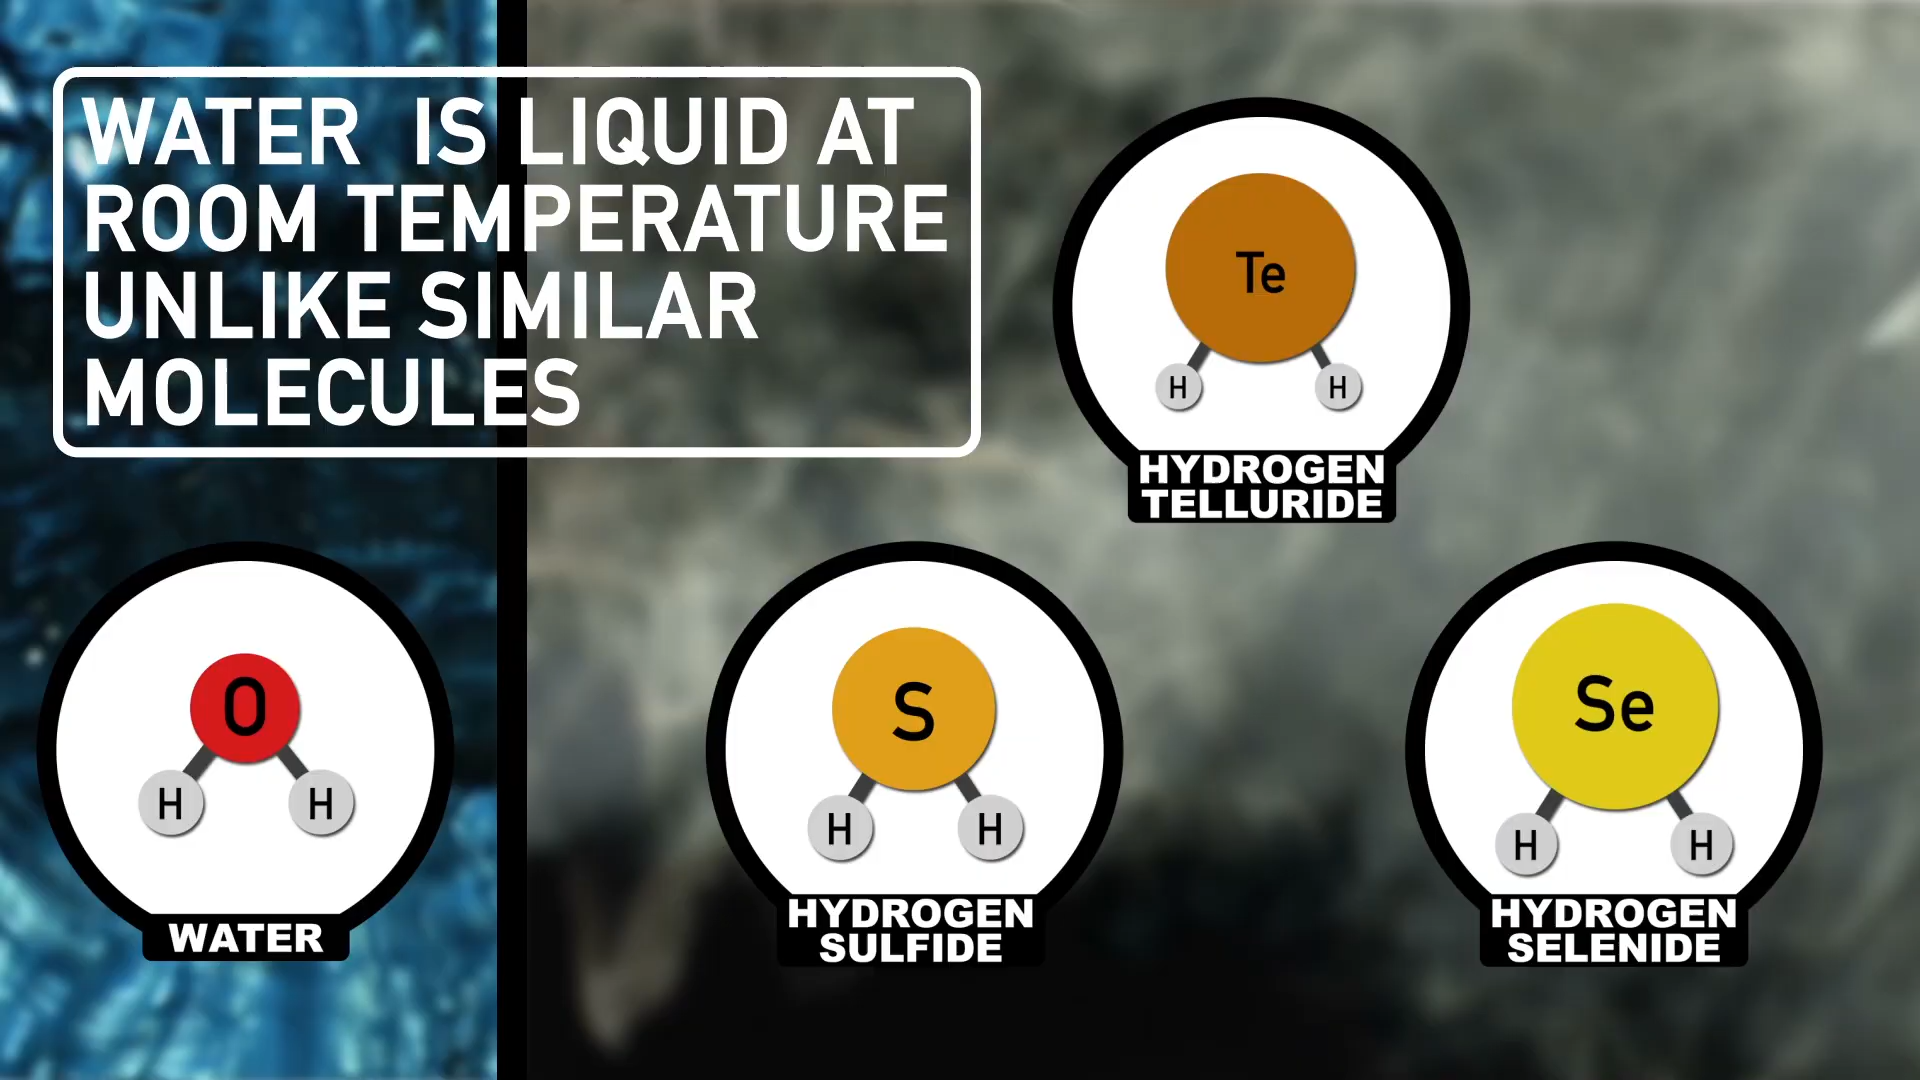 WATER IS LIQUID AT
ROOM TEMPERATURE
UNLIKE SIMILAR
MOLECULES
Te
H H
HYDROGEN
TELLURIDE
O
H H
WATER
S
H H
HYDROGEN
SULFIDE
Se
H H
HYDROGEN
SELENIDE